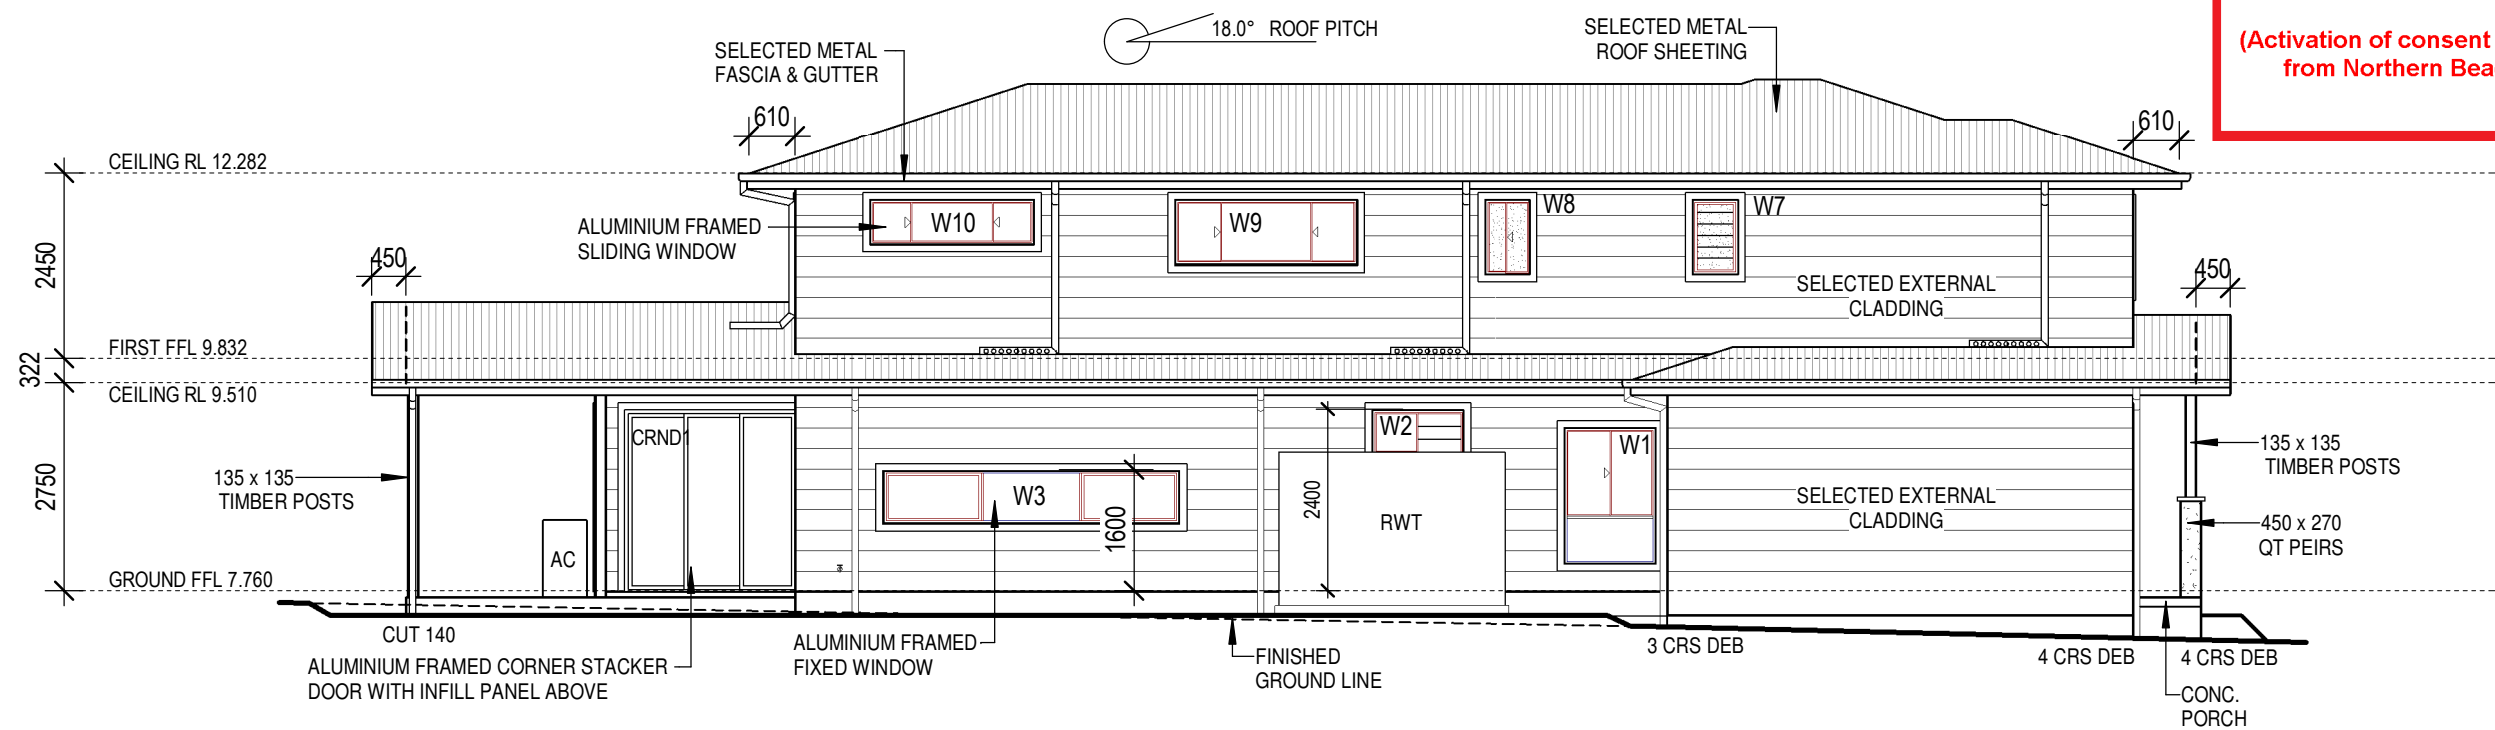 18.0° ROOF PITCH
SELECTED METAL
FASCIA & GUTTER
SELECTED METAL
ROOF SHEETING
(Activation of consent
from Northern Bea
610
610
CEILING RL 12.282
W10
W9
W8
W7
ALUMINIUM FRAMED
SLIDING WINDOW
2450
450
SELECTED EXTERNAL
CLADDING
450
FIRST FFL 9.832
322
CEILING RL 9.510
CRND1
W2
W1
135 x 135
TIMBER POSTS
2750
W3
1600
2400
RWT
SELECTED EXTERNAL
CLADDING
135 x 135
TIMBER POSTS
450 x 270
QT PEIRS
AC
GROUND FFL 7.760
CUT 140
ALUMINIUM FRAMED CORNER STACKER
DOOR WITH INFILL PANEL ABOVE
ALUMINIUM FRAMED
FIXED WINDOW
FINISHED
GROUND LINE
3 CRS DEB
4 CRS DEB
4 CRS DEB
CONC.
PORCH